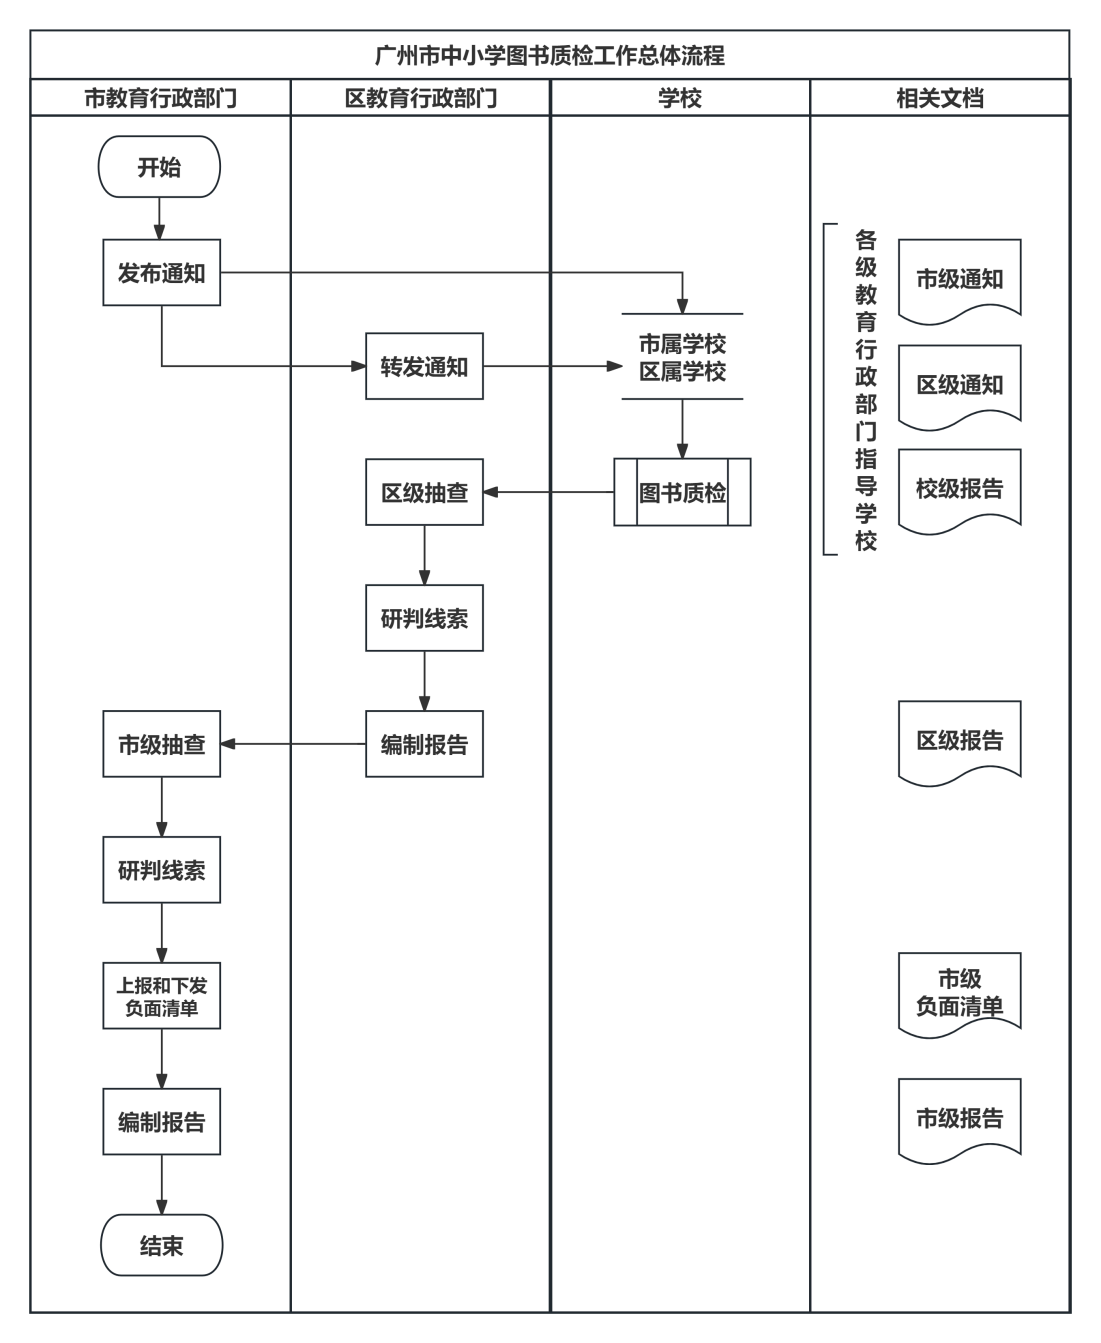 广州市中小学图书质检工作总体流程
市教育行政部门
区教育行政部门
学校
相关文档
开始
发布通知
转发通知
市属学校
区属学校
图书质检
区级抽查
研判线索
编制报告
市级抽查
研判线索
上报和下发
负面清单
编制报告
结束
各级教育行政部门指导学校
市级通知
区级通知
校级报告
区级报告
市级
负面清单
市级报告